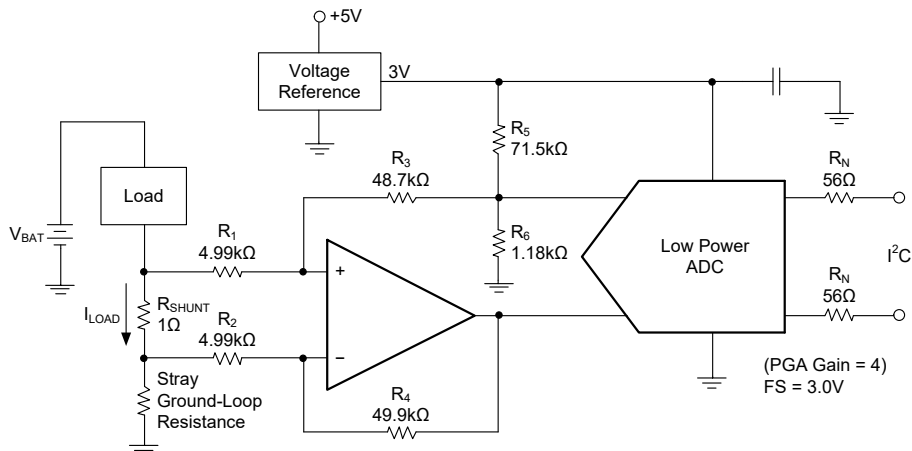 +5V
Voltage
Reference
3V
R5
71.5kΩ
R3
48.7kΩ
RN
56Ω
Load
VBAT
R1
4.99kΩ
R6
1.18kΩ
Low Power
ADC
I²C
+
ILOAD
RSHUNT
1Ω
R2
4.99kΩ
RN
56Ω
−
Stray
Ground-Loop
Resistance
R4
49.9kΩ
(PGA Gain = 4)
FS = 3.0V